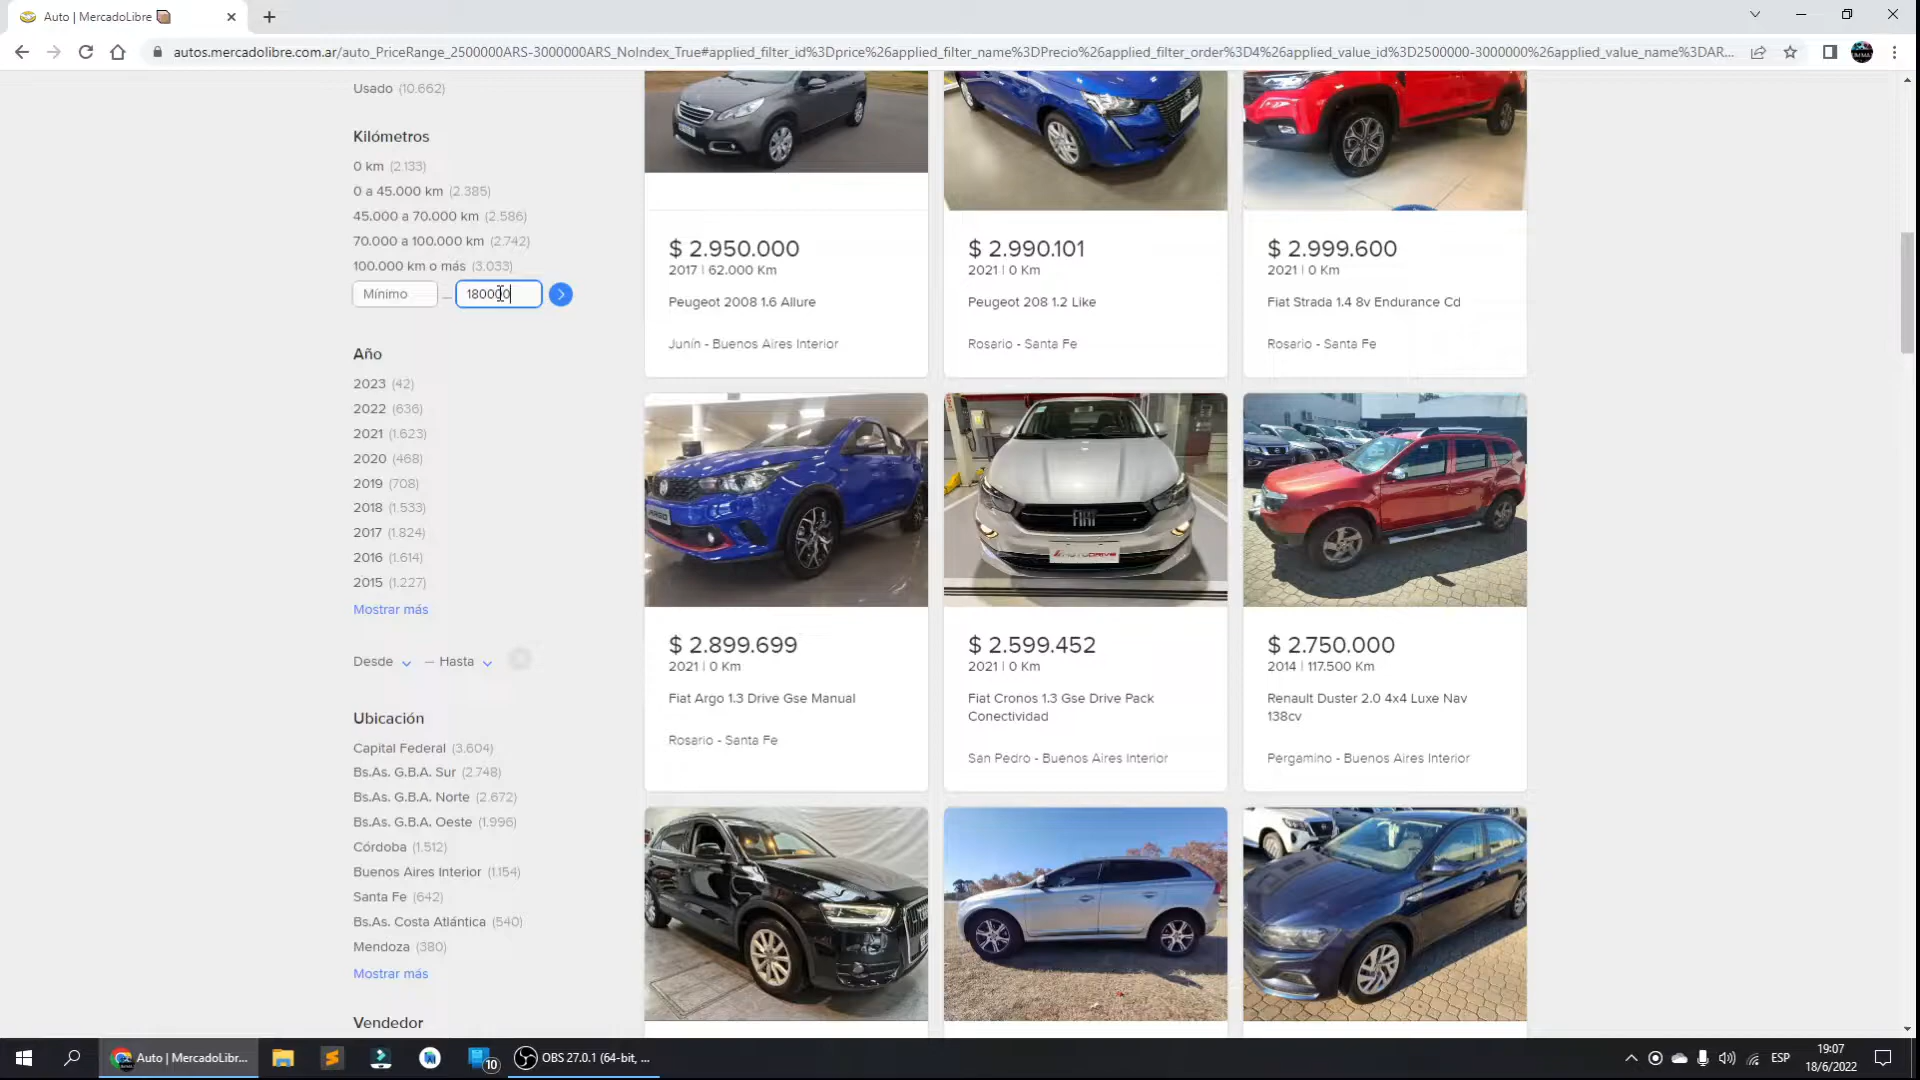 Auto | MercadoLibre
autos.mercadolibre.com.ar/auto_PriceRange_2500000ARS-3000000ARS_NoIndex_True#applied_filter_id%3Dprice%26applied_filter_name%3DPrecio%26applied_filter_order%3D4%26applied_value_id%3D2500000-3000000%26applied_value_name%3DAR...
Usado (10.662)
Kilómetros
0 km (2.133)
0 a 45.000 km (2.385)
45.000 a 70.000 km (2.586)
70.000 a 100.000 km (2.742)
100.000 km o más (3.033)
Mínimo – 180000
Año
2023 (42)
2022 (636)
2021 (1.623)
2020 (468)
2019 (708)
2018 (1.533)
2017 (1.824)
2016 (1.614)
2015 (1.227)
Mostrar más
Desde – Hasta
Ubicación
Capital Federal (3.604)
Bs.As. G.B.A. Sur (2.748)
Bs.As. G.B.A. Norte (2.672)
Bs.As. G.B.A. Oeste (1.996)
Córdoba (1.512)
Buenos Aires Interior (1.154)
Santa Fe (642)
Bs.As. Costa Atlántica (540)
Mendoza (380)
Mostrar más
Vendedor
$ 2.950.000
2017 | 62.000 Km
Peugeot 2008 1.6 Allure
Junín - Buenos Aires Interior
$ 2.990.101
2021 | 0 Km
Peugeot 208 1.2 Like
Rosario - Santa Fe
$ 2.999.600
2021 | 0 Km
Fiat Strada 1.4 8v Endurance Cd
Rosario - Santa Fe
ARGO
$ 2.899.699
2021 | 0 Km
Fiat Argo 1.3 Drive Gse Manual
Rosario - Santa Fe
FIAT
AUTODRIVE
$ 2.599.452
2021 | 0 Km
Fiat Cronos 1.3 Gse Drive Pack
Conectividad
San Pedro - Buenos Aires Interior
$ 2.750.000
2014 | 117.500 Km
Renault Duster 2.0 4x4 Luxe Nav
138cv
Pergamino - Buenos Aires Interior
Auto | MercadoLibr...
10
OBS 27.0.1 (64-bit, ...
ESP
19:07
18/6/2022